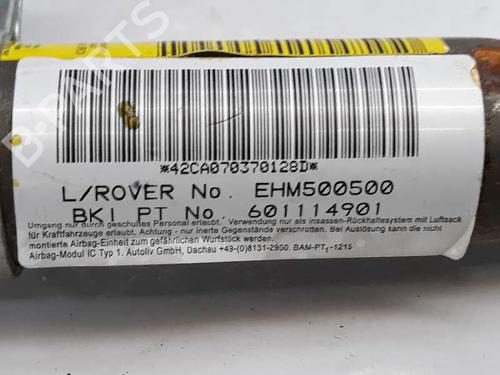 *42CA070370128D*
L/ROVER No. EHM500500
BKI PT No. 601114901
Umgang nur durch geschultes Personal erlaubt. Verwendung nur als Insassen-Rückhaltesystem mit Luftsack
für Kraftfahrzeuge erlaubt. Achtung - nur inerte Gegenstände verschrotten. Bei Auslösung kann die nicht
montierte Airbag-Einheit zum gefährlichen Wurfstück werden.
Airbag-Modul IC Typ 1. Autoliv GmbH, Dachau +49-(0)8131-2950. BAM-PT₁-1215
B-PARTS